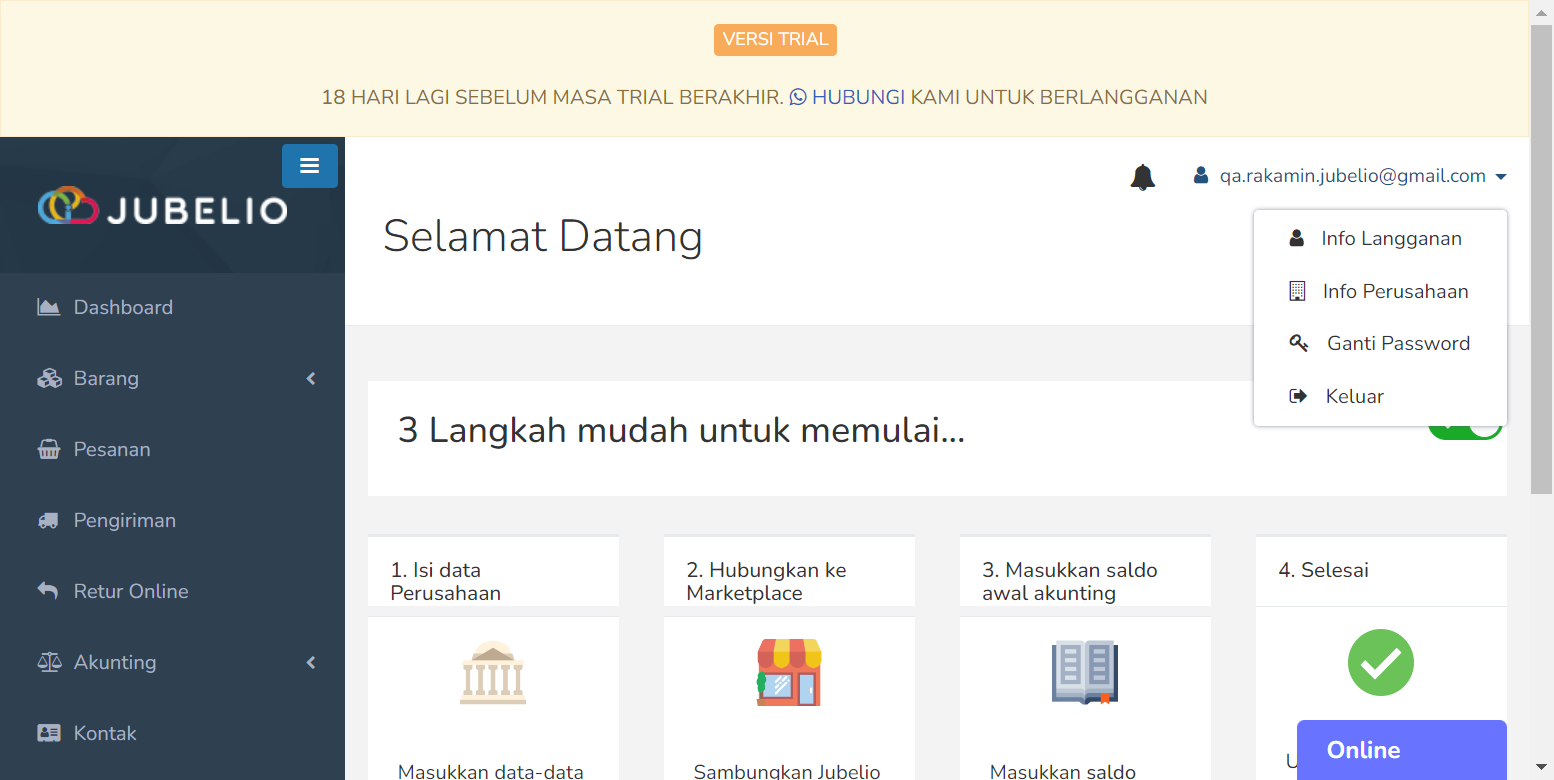 VERSI TRIAL
18 HARI LAGI SEBELUM MASA TRIAL BERAKHIR. HUBUNGI KAMI UNTUK BERLANGGANAN
JUBELIO
qa.rakamin.jubelio@gmail.com
Selamat Datang
Info Langganan
Info Perusahaan
Ganti Password
Keluar
Dashboard
Barang
Pesanan
Pengiriman
Retur Online
Akunting
Kontak
3 Langkah mudah untuk memulai...
1. Isi data
Perusahaan
Masukkan data-data
2. Hubungkan ke
Marketplace
Sambungkan Jubelio
3. Masukkan saldo
awal akunting
Masukkan saldo
4. Selesai
Online